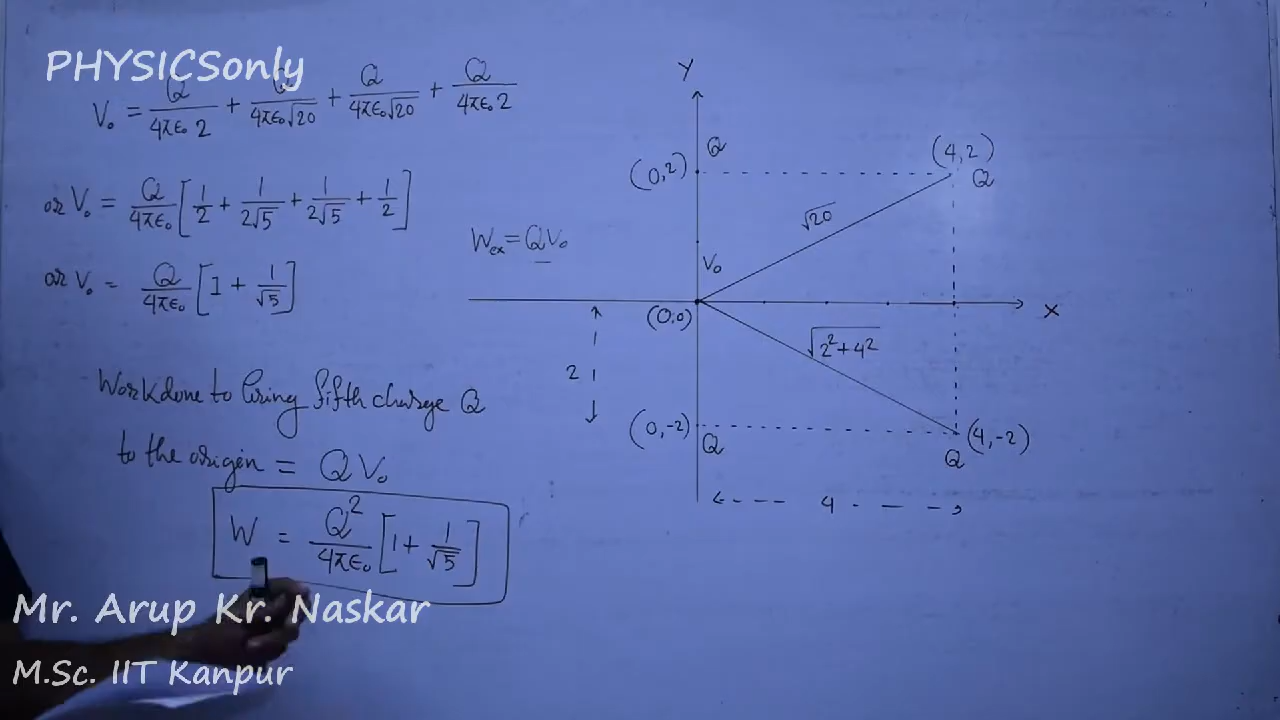 PHYSICSonly
V₀ = Q/4πϵ₀2 + Q/4πϵ₀√20 + Q/4πϵ₀√20 + Q/4πϵ₀2
or V₀ = Q/4πϵ₀ [1/2 + 1/2√5 + 1/2√5 + 1/2]
or V₀ = Q/4πϵ₀ [1 + 1/√5]
Workdone to bring fifth charge Q
to the origin = QV₀
W = Q²/4πϵ₀ [1 + 1/√5]
Wex = QV₀
Y
(0,2)
Q
(4,2)
Q
√20
V₀
(0,0)
X
√2²+4²
2
(0,-2)
Q
(4,-2)
Q
4
Mr. Arup Kr. Naskar
M.Sc. IIT Kanpur